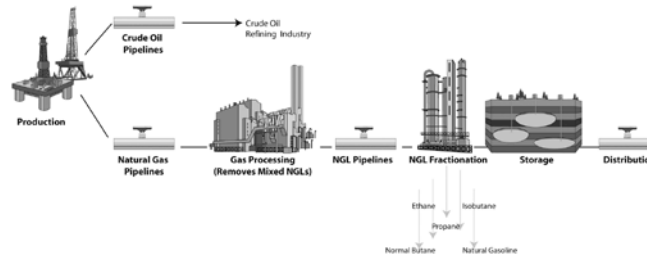 Crude Oil
Pipelines
Crude Oil
Refining Industry
Production
Natural Gas
Pipelines
Gas Processing
(Removes Mixed NGLs)
NGL Pipelines
NGL Fractionation
Storage
Distributi
Ethane
Isobutane
Propane
Normal Butane
Natural Gasoline